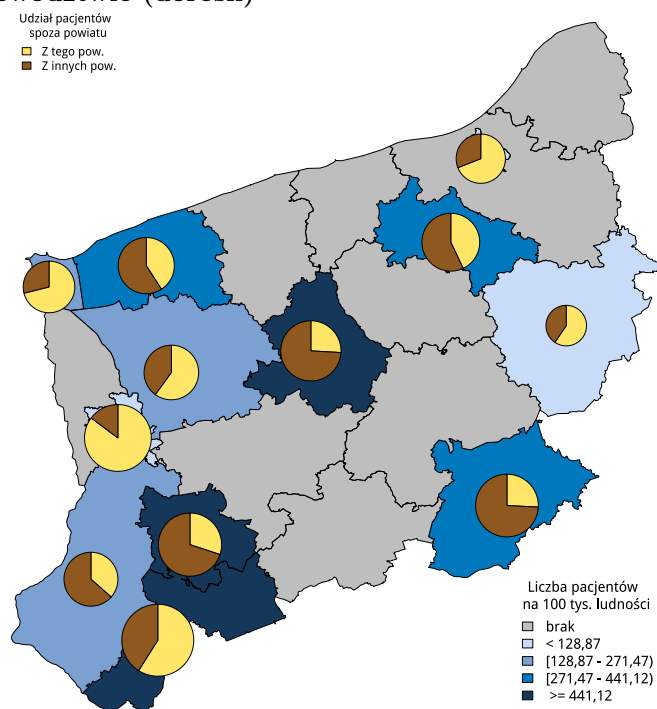 Udział pacjentów
spoza powiatu
Z tego pow.
Z innych pow.
Liczba pacjentów
na 100 tys. ludności
brak
< 128,87
[128,87 - 271,47)
[271,47 - 441,12)
>= 441,12